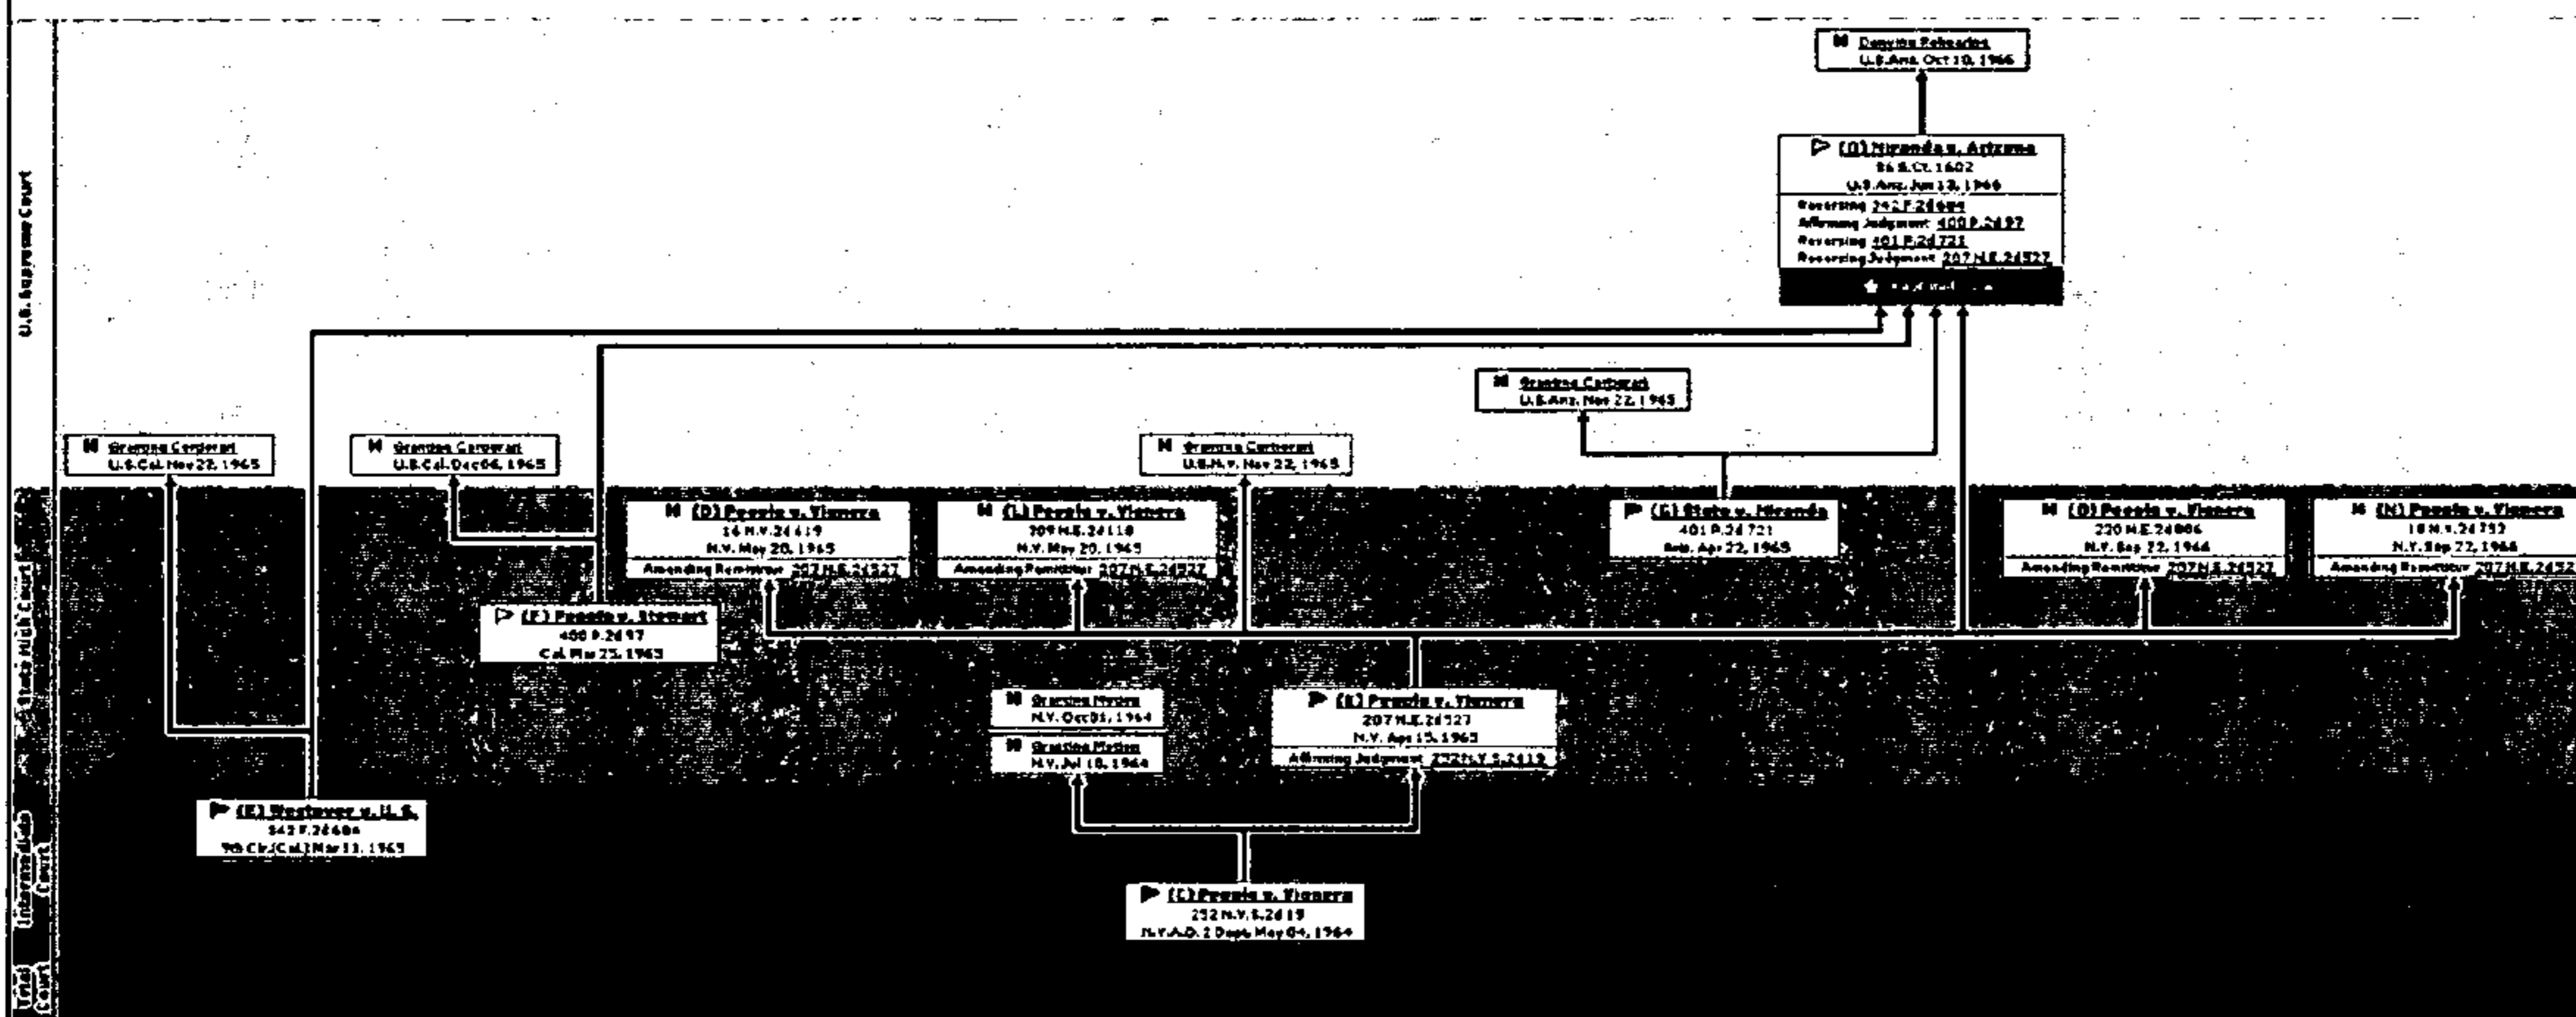 U.S. Supreme Court
Denying Rehearing
U.S.Ariz. Oct 10, 1966
Miranda v. Arizona
86 S.Ct. 1602
U.S.Ariz. Jun 13, 1966
Reversing 342 F.2d 684
Affirming Judgment 400 P.2d 97
Reversing 401 P.2d 721
Reversing Judgment 207 N.E.2d 527
Granting Certiorari
U.S.Ariz. Nov 22, 1965
Granting Certiorari
U.S.Cal. Nov 22, 1965
Granting Certiorari
U.S.Cal. Dec 06, 1965
Granting Certiorari
U.S.N.Y. Nov 22, 1965
State High Court
(D) People v. Vignera
16 N.Y.2d 619
N.Y. May 20, 1965
Amending Remittitur 207 N.E.2d 527
(L) People v. Vignera
209 N.E.2d 118
N.Y. May 20, 1965
Amending Remittitur 207 N.E.2d 527
State v. Miranda
401 P.2d 721
Ariz. Apr 22, 1965
People v. Vignera
220 N.E.2d 806
N.Y. Sep 22, 1966
Amending Remittitur 207 N.E.2d 527
(N) People v. Vignera
18 N.Y.2d 752
N.Y. Sep 22, 1966
Amending Remittitur 207 N.E.2d 52
(F) People v. Stewart
400 P.2d 97
Cal. Mar 25, 1965
Granting Motion
N.Y. Oct 01, 1964
Granting Motion
N.Y. Jul 10, 1964
People v. Vignera
207 N.E.2d 527
N.Y. Apr 15, 1965
Affirming Judgment 252 N.Y.S.2d 19
Intermediate
Court
Westover v. U.S.
342 F.2d 684
9th Cir.(Cal.) Mar 11, 1965
People v. Vignera
252 N.Y.S.2d 19
N.Y.A.D. 2 Dept. May 04, 1964
Trial
Court